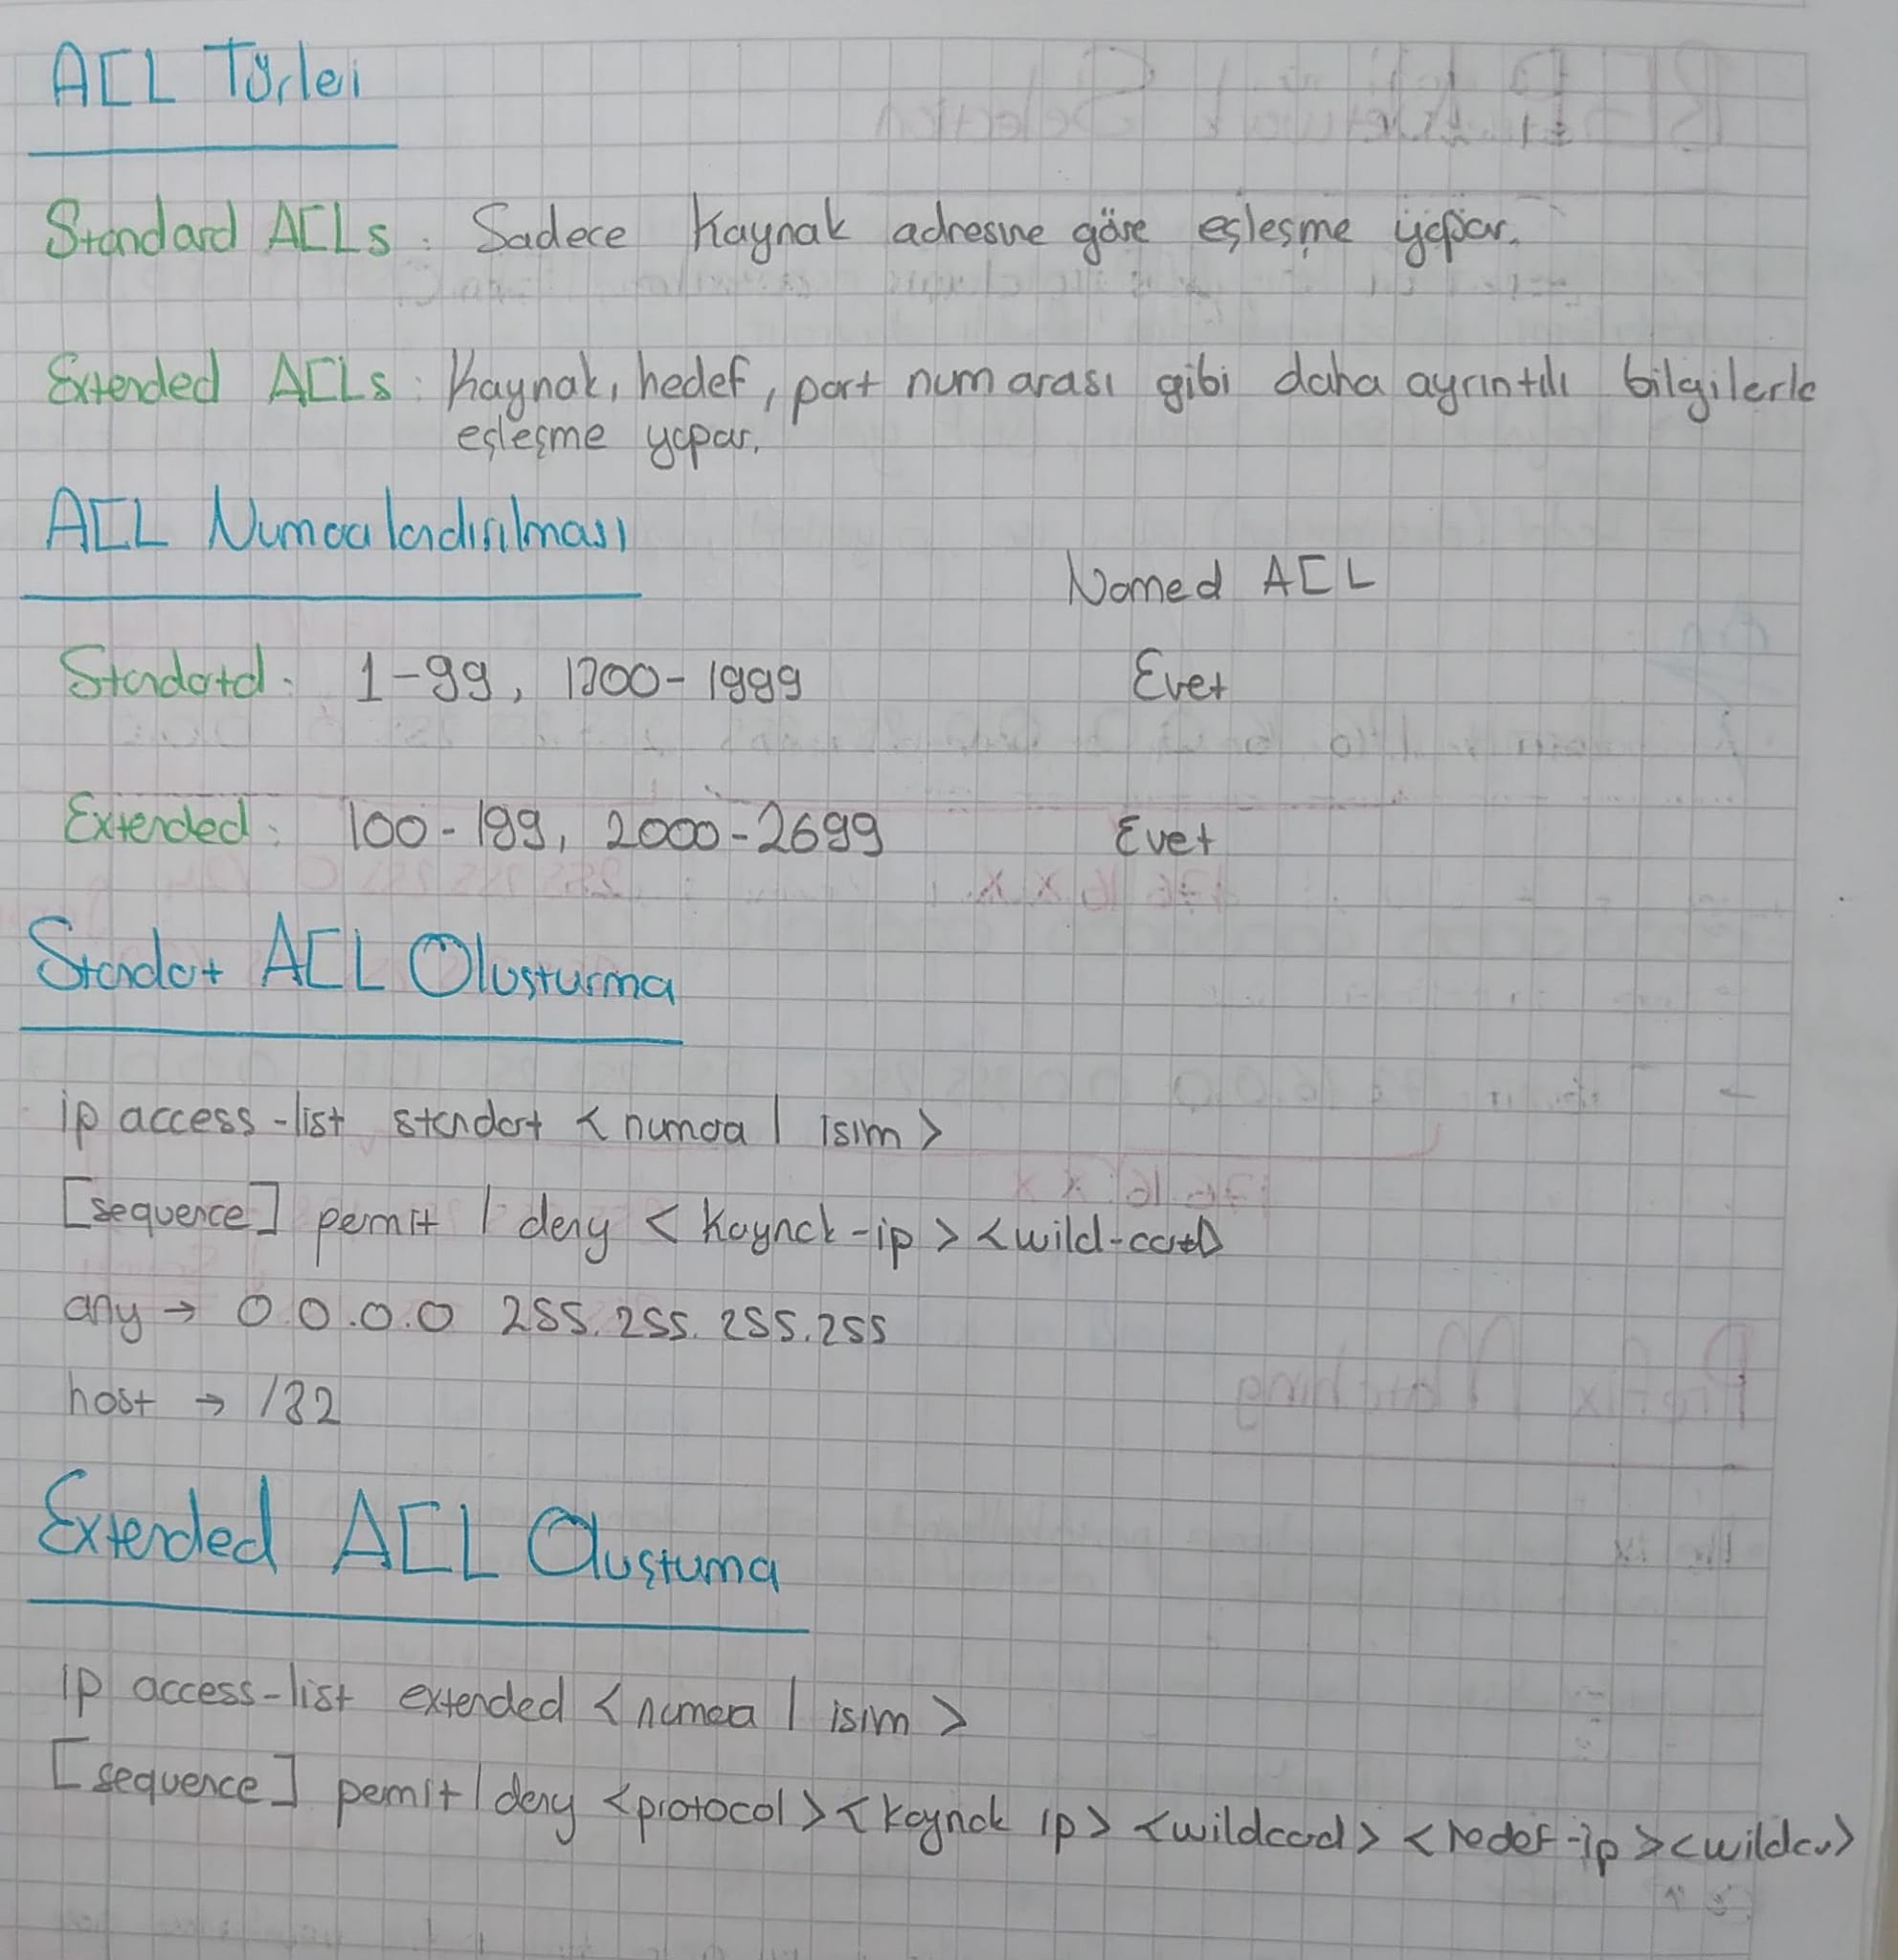 ACL Türleri
Standard ACLs : Sadece kaynak adresine göre eşleşme yapar.
Extended ACLs : Kaynak, hedef, port numarası gibi daha ayrıntılı bilgilerle
eşleşme yapar.
ACL Numaralandırılması
Named ACL
Standard : 1-99, 1300-1999 Evet
Extended : 100-199, 2000-2699 Evet
Standart ACL Oluşturma
ip access-list standart < numara | isim >
[sequence] permit / deny < kaynak-ip > <wild-card>
any → 0.0.0.0 255.255.255.255
host → /32
Extended ACL Oluşturma
ip access-list extended < numara | isim >
[sequence] permit / deny <protocol> <kaynak ip> <wildcard> <hedef-ip> <wildcar>